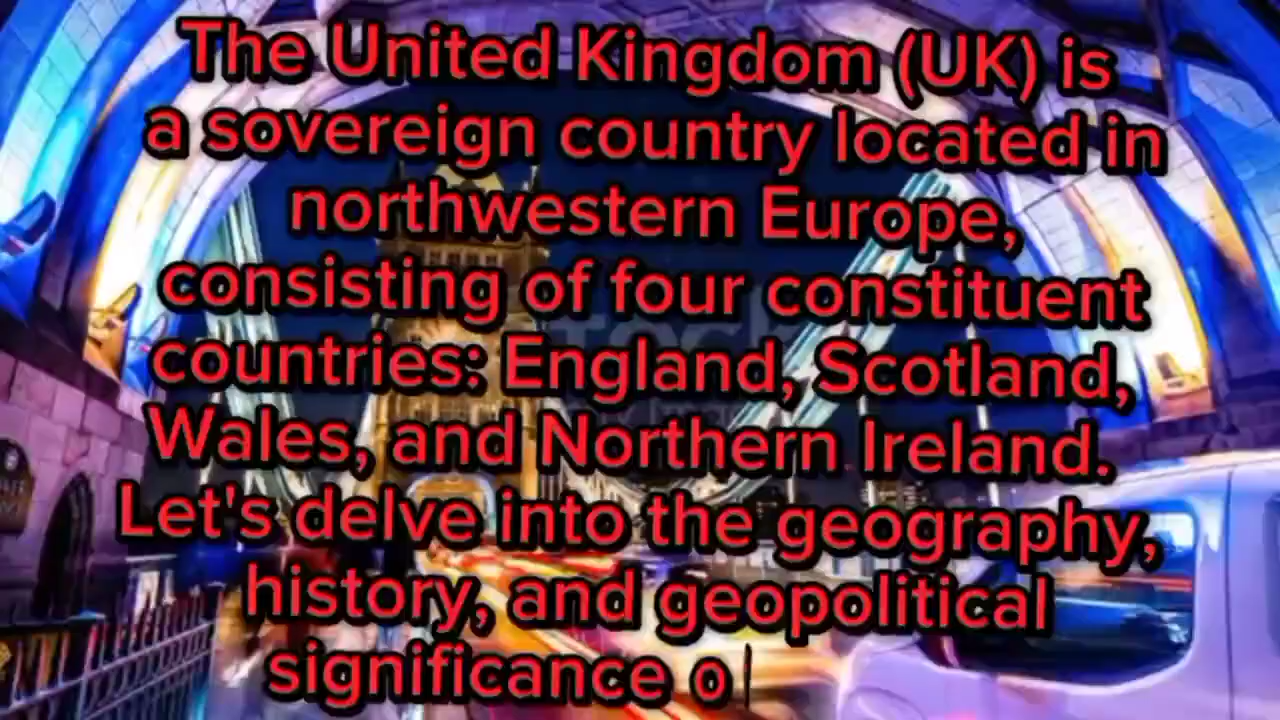 The United Kingdom (UK) is
a sovereign country located in
northwestern Europe,
consisting of four constituent
countries: England, Scotland,
Wales, and Northern Ireland.
Let's delve into the geography,
history, and geopolitical
significance o